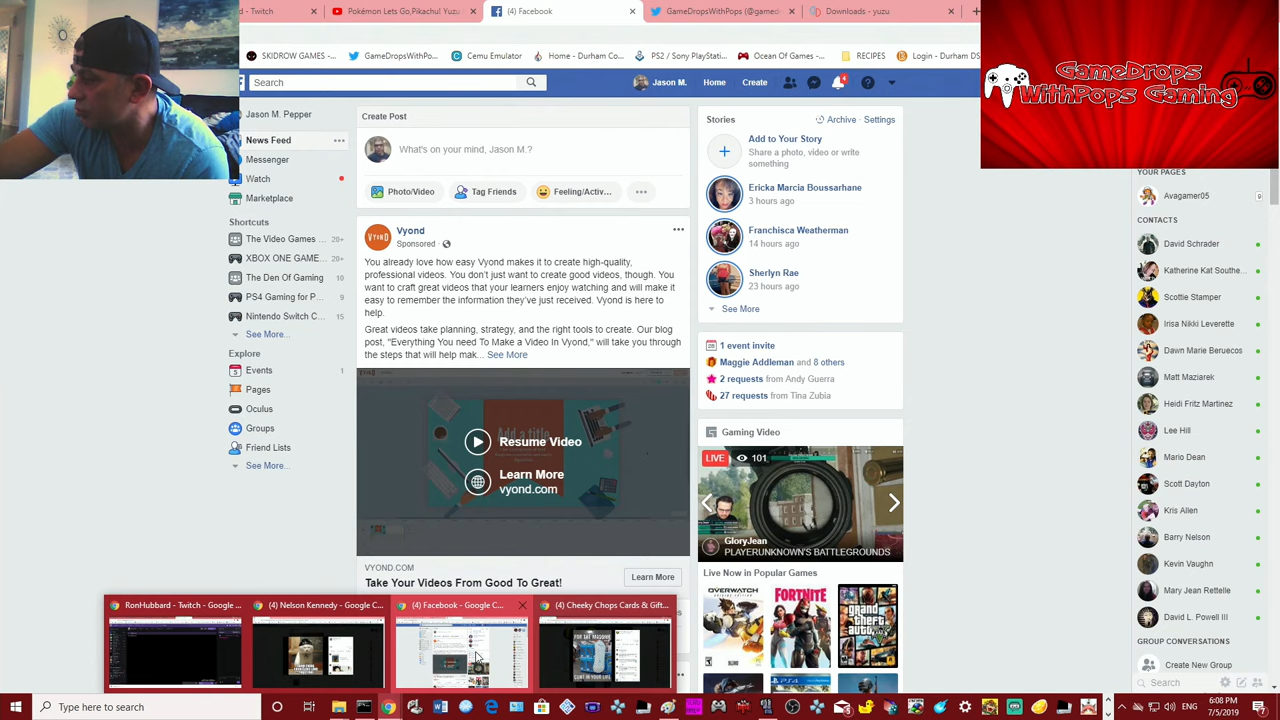 d - Twitch
Pokémon Lets Go,Pikachu! Yuzu
(4) Facebook
GameDropsWithPops (@gamed
Downloads - yuzu
SKIDROW GAMES -...
GameDropsWithPo...
Cemu Emulator
Home - Durham Co...
PS2 / Sony PlayStati...
Ocean Of Games -...
RECIPES
Login - Durham DS
GameDrops
WithPops Gaming
Search
Jason M.
Home
Create
4
Jason M. Pepper
News Feed
Messenger
Watch
Marketplace
Shortcuts
The Video Games ... 20+
XBOX ONE GAME... 20+
The Den Of Gaming 10
PS4 Gaming for P... 9
Nintendo Switch C... 15
See More...
Explore
Events 1
Pages
Oculus
Groups
Friend Lists
See More...
Create Post
What's on your mind, Jason M.?
Photo/Video
Tag Friends
Feeling/Activ...
Vyond
Sponsored ·
You already love how easy Vyond makes it to create high-quality,
professional videos. You don't just want to create good videos, though. You
want to craft great videos that your learners enjoy watching and will make it
easy to remember the information they've just received. Vyond is here to
help.
Great videos take planning, strategy, and the right tools to create. Our blog
post, "Everything You need To Make a Video In Vyond," will take you through
the steps that will help mak... See More
Add a title
Resume Video
Learn More
vyond.com
VYOND.COM
Take Your Videos From Good To Great!
Learn More
Stories
Archive · Settings
Add to Your Story
Share a photo, video or write
something
Ericka Marcia Boussarhane
3 hours ago
Franchisca Weatherman
14 hours ago
Sherlyn Rae
23 hours ago
See More
1 event invite
Maggie Addleman and 8 others
2 requests from Andy Guerra
27 requests from Tina Zubia
Gaming Video
LIVE 101
GloryJean
PLAYERUNKNOWN'S BATTLEGROUNDS
Live Now in Popular Games
OVERWATCH
FORTNITE
grand
theft
auto
YOUR PAGES
Avagamer05 9
CONTACTS
David Schrader
Katherine Kat Southe...
Scottie Stamper
Irisa Nikki Leverette
Dawn Marie Beruecos
Matt Maziarek
Heidi Fritz Martinez
Lee Hill
Mario Dean
Scott Dayton
Kris Allen
Barry Nelson
Kevin Vaughn
Mary Jean Rettele
David L. Powell III
GROUP CONVERSATIONS
Create New Group
Search
RonHubbard - Twitch - Google ...
(4) Nelson Kennedy - Google C...
(4) Facebook - Google C...
Cheeky Chops Cards & Gift...
Type here to search
6:08 PM
7/5/2019